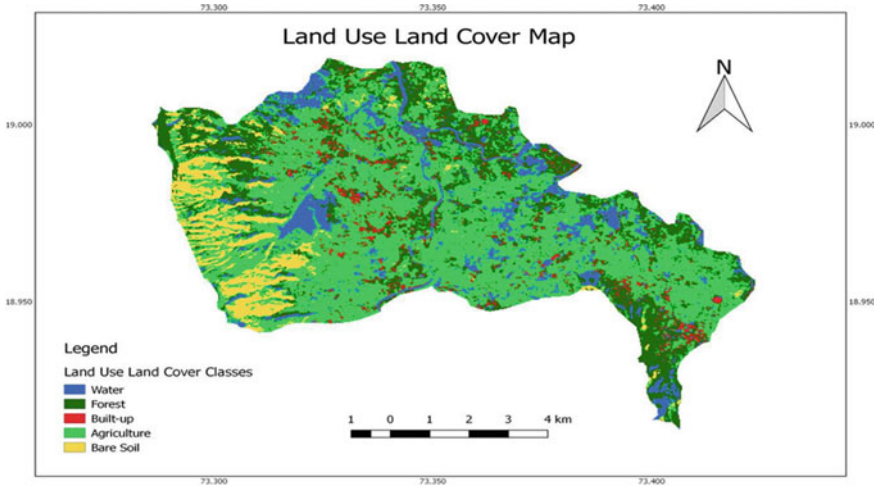 73.300 73.350 73.400
Land Use Land Cover Map
N
19.000 19.000
18.950 18.950
Legend
Land Use Land Cover Classes
Water
Forest
Built-up
Agriculture
Bare Soil
1 0 1 2 3 4 km
73.300 73.350 73.400